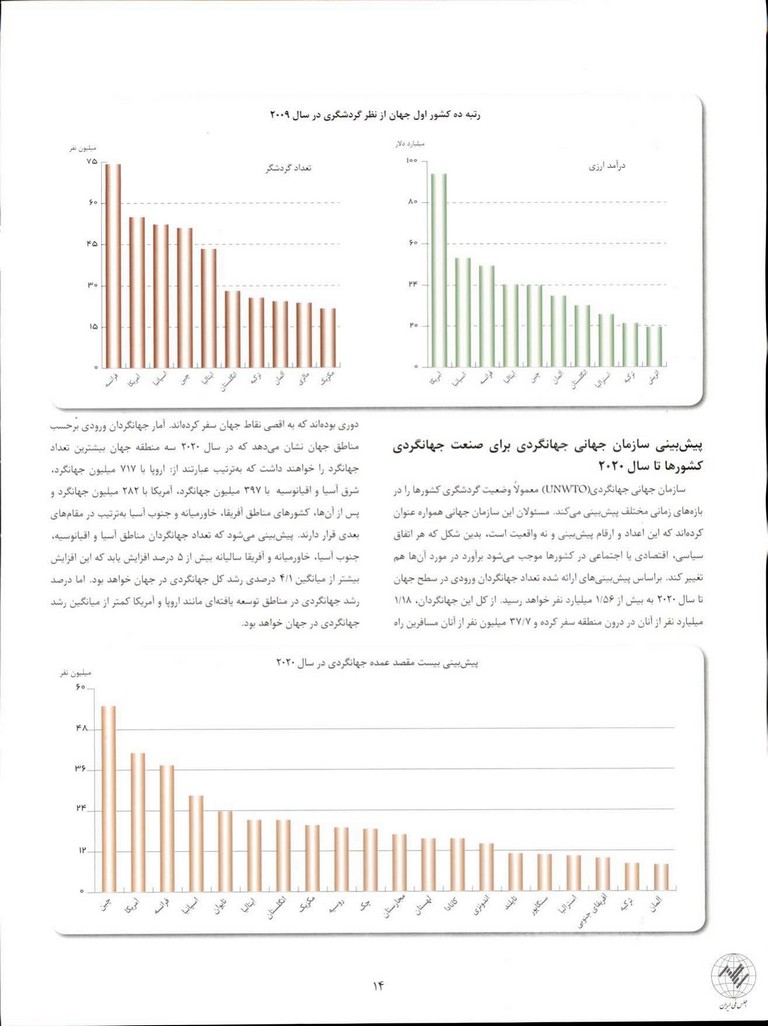 رتبه ده کشور اول جهان از نظر گردشگری در سال ۲۰۰۹
میلیارد دلار
درآمد ارزی
۱۰۰
۸۰
۶۰
۲۴
۲۰
۰
آمریکا
اسپانیا
فرانسه
ایتالیا
چین
آلمان
انگلستان
استرالیا
ترکیه
اتریش
میلیون نفر
تعداد گردشگر
۷۵
۶۰
۴۵
۳۰
۱۵
۰
فرانسه
آمریکا
اسپانیا
چین
ایتالیا
انگلستان
ترکیه
آلمان
مالزی
مکزیک
پیش‌بینی سازمان جهانی جهانگردی برای صنعت جهانگردی
کشورها تا سال ۲۰۲۰
سازمان جهانی جهانگردی(UNWTO) معمولاً وضعیت گردشگری کشورها را در
بازه‌های زمانی مختلف پیش‌بینی می‌کند. مسئولان این سازمان جهانی همواره عنوان
کرده‌اند که این اعداد و ارقام پیش‌بینی و نه واقعیت است، بدین شکل که هر اتفاق
سیاسی، اقتصادی یا اجتماعی در کشورها موجب می‌شود برآورد در مورد آن‌ها هم
تغییر کند. براساس پیش‌بینی‌های ارائه شده تعداد جهانگردان ورودی در سطح جهان
تا سال ۲۰۲۰ به بیش از ۱/۵۶ میلیارد نفر خواهد رسید. از کل این جهانگردان، ۱/۱۸
میلیارد نفر از آنان در درون منطقه سفر کرده و ۳۷/۷ میلیون نفر از آنان مسافرین راه
دوری بوده‌اند که به اقصی نقاط جهان سفر کرده‌اند. آمار جهانگردان ورودی برحسب
مناطق جهان نشان می‌دهد که در سال ۲۰۲۰ سه منطقه جهان بیشترین تعداد
جهانگرد را خواهند داشت که به‌ترتیب عبارتند از: اروپا با ۷۱۷ میلیون جهانگرد،
شرق آسیا و اقیانوسیه با ۳۹۷ میلیون جهانگرد، آمریکا با ۲۸۲ میلیون جهانگرد و
پس از آن‌ها، کشورهای مناطق آفریقا، خاورمیانه و جنوب آسیا به‌ترتیب در مقام‌های
بعدی قرار دارند. پیش‌بینی می‌شود که تعداد جهانگردان مناطق آسیا و اقیانوسیه،
جنوب آسیا، خاورمیانه و آفریقا سالیانه بیش از ۵ درصد افزایش یابد که این افزایش
بیشتر از میانگین ۴/۱ درصدی رشد کل جهانگردی در جهان خواهد بود. اما درصد
رشد جهانگردی در مناطق توسعه یافته‌ای مانند اروپا و آمریکا کمتر از میانگین رشد
جهانگردی در جهان خواهد بود.
پیش‌بینی بیست مقصد عمده جهانگردی در سال ۲۰۲۰
میلیون نفر
۶۰
۴۸
۳۶
۲۴
۱۲
۰
چین
آمریکا
فرانسه
اسپانیا
تایوان
ایتالیا
انگلستان
مکزیک
روسیه
چک
مجارستان
لهستان
کانادا
اندونزی
تایلند
سنگاپور
استرالیا
آفریقای جنوبی
ترکیه
آلمان
۱۴
مجلس ملی ایران